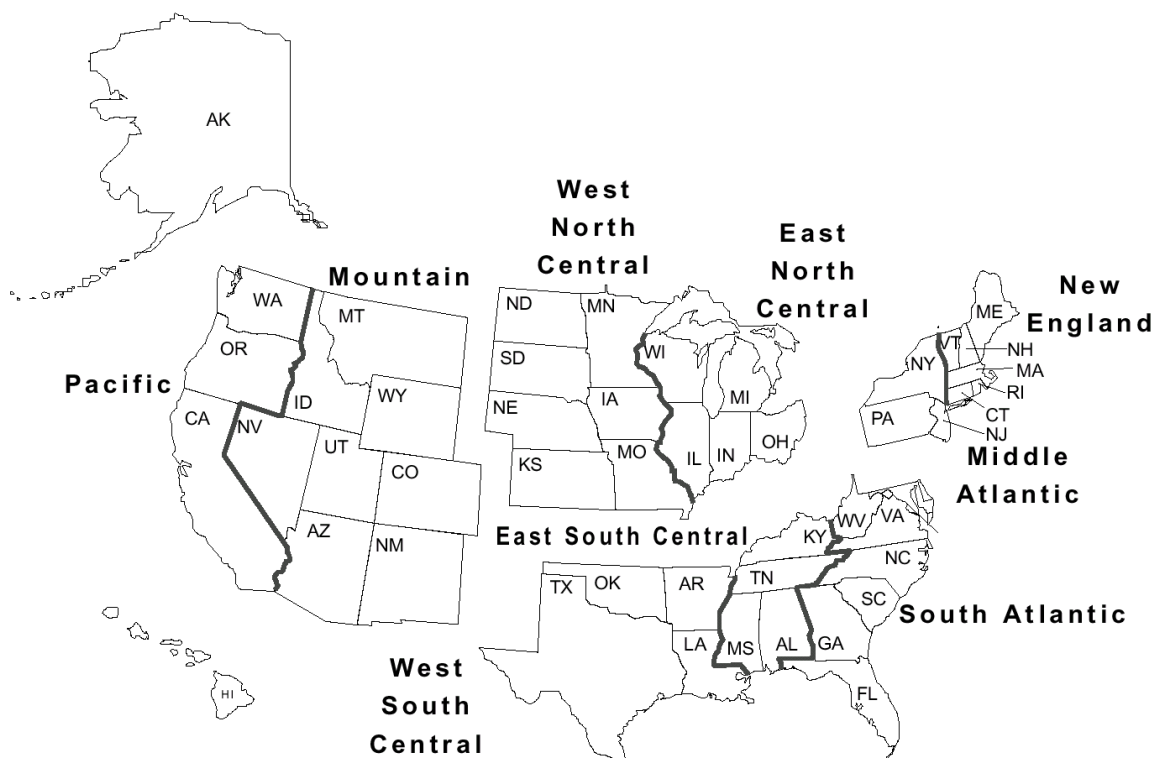 AK
West
North
Central
East
North
Central
Mountain
New
England
Pacific
South Atlantic
Middle
Atlantic
East South Central
West
South
Central
WA
OR
CA
NV
ID
MT
WY
UT
CO
AZ
NM
HI
ND
SD
NE
KS
MN
IA
MO
WI
MI
IL
IN
OH
ME
VT
NH
MA
RI
CT
NJ
NY
PA
TX
OK
AR
LA
KY
TN
MS
AL
WV
VA
NC
SC
GA
FL